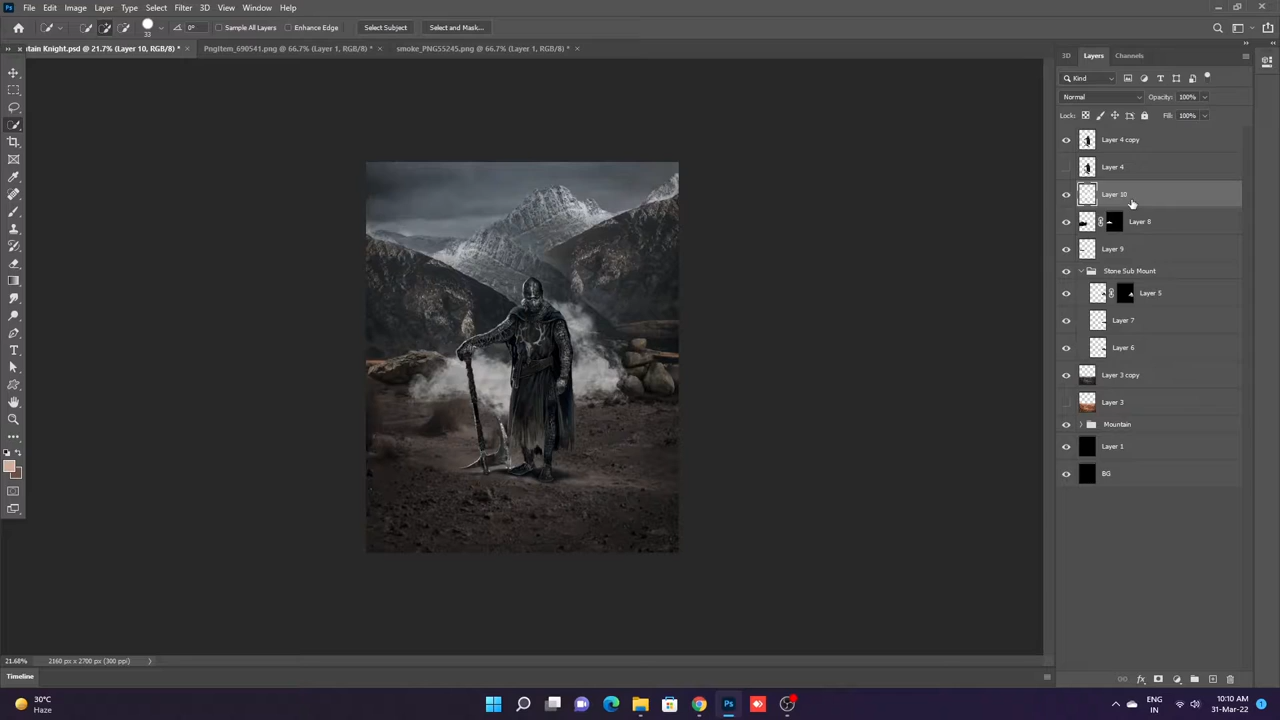 File Edit Image Layer Type Select Filter 3D View Window Help
33 0° Sample All Layers Enhance Edge Select Subject Select and Mask...
tain Knight.psd @ 21.7% (Layer 10, RGB/8) * × PngItem_690541.png @ 66.7% (Layer 1, RGB/8) * × smoke_PNG55245.png @ 66.7% (Layer 1, RGB/8) * ×
3D Layers Channels
Kind
Normal Opacity: 100%
Lock: Fill: 100%
Layer 4 copy
Layer 4
Layer 10
Layer 8
Layer 9
Stone Sub Mount
Layer 5
Layer 7
Layer 6
Layer 3 copy
Layer 3
Mountain
Layer 1
BG
21.68% 2160 px x 2700 px (300 ppi)
Timeline
30°C
Haze
Ps
ENG
IN
10:10 AM
31-Mar-22
1